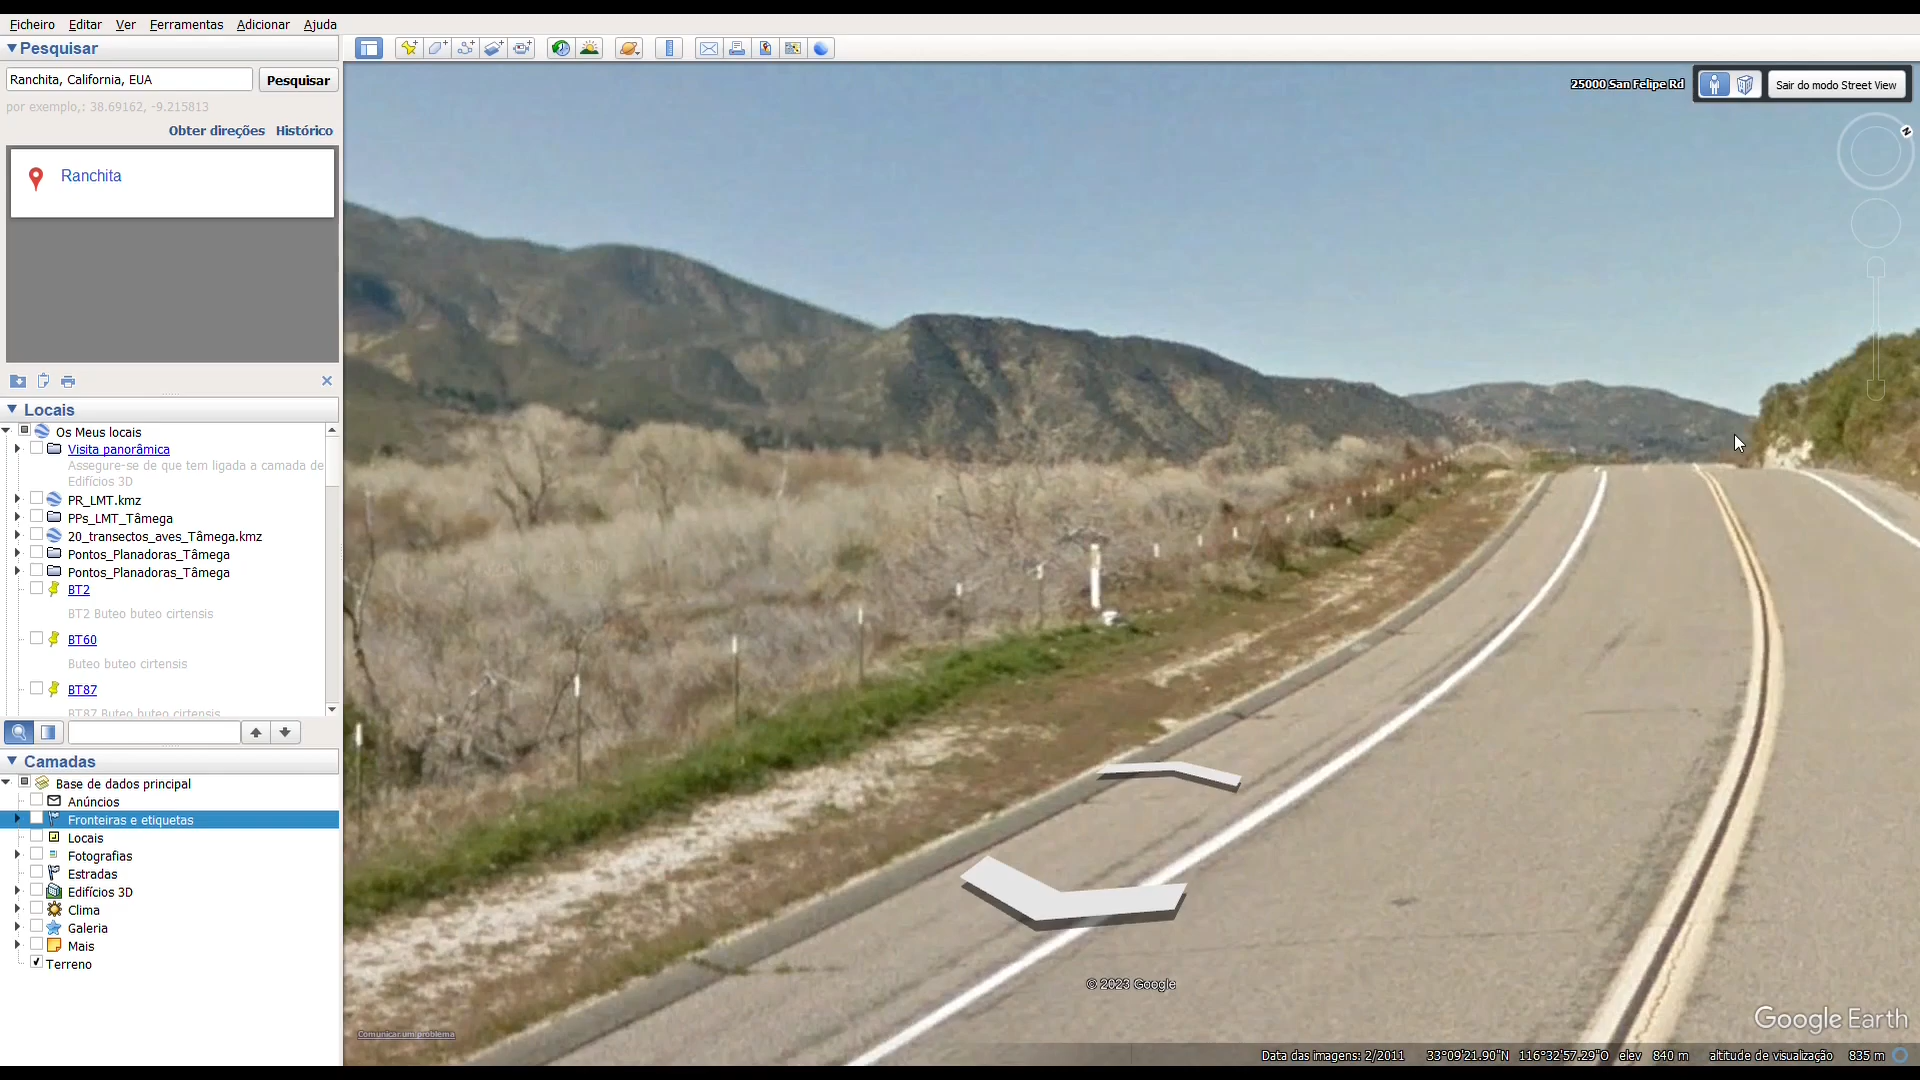 Ficheiro Editar Ver Ferramentas Adicionar Ajuda
Pesquisar
Ranchita, California, EUA
Pesquisar
por exemplo,: 38.69162, -9.215813
Obter direções Histórico
Ranchita
Locais
Os Meus locais
Visita panorâmica
Assegure-se de que tem ligada a camada de
Edifícios 3D
PR_LMT.kmz
PPs_LMT_Tâmega
20_transectos_aves_Tâmega.kmz
Pontos_Planadoras_Tâmega
Pontos_Planadoras_Tâmega
BT2
BT2 Buteo buteo cirtensis
BT60
Buteo buteo cirtensis
BT87
BT87 Buteo buteo cirtensis
Camadas
Base de dados principal
Anúncios
Fronteiras e etiquetas
Locais
Fotografias
Estradas
Edifícios 3D
Clima
Galeria
Mais
Terreno
25000 San Felipe Rd
Sair do modo Street View
N
© 2023 Google
Comunicar um problema
Google Earth
Data das imagens: 2/2011 33°09'21.90"N 116°32'57.29"O elev 840 m altitude de visualização 835 m